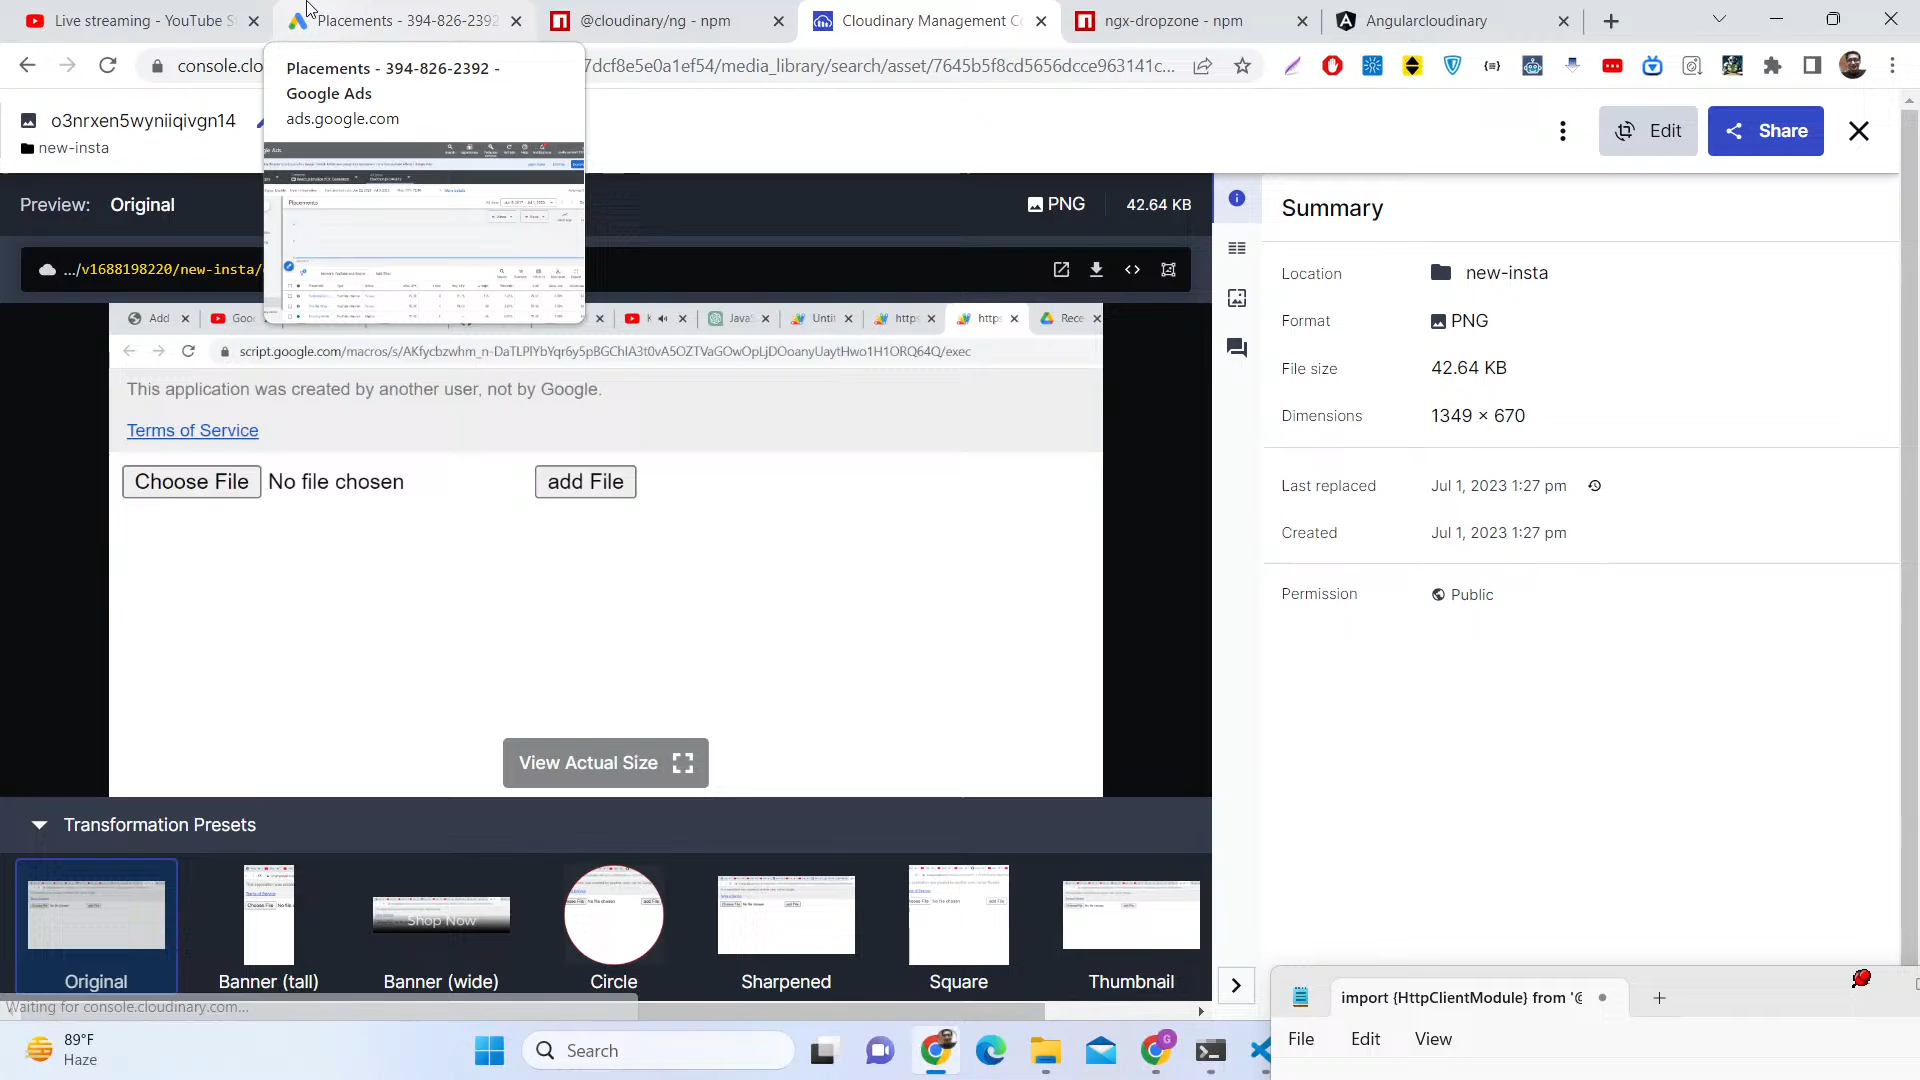 Live streaming - YouTube S
Placements - 394-826-2392
@cloudinary/ng - npm
Cloudinary Management Co
ngx-dropzone - npm
Angularcloudinary
console.clo
7dcf8e5e0a1ef54/media_library/search/asset/7645b5f8cd5656dcce963141c...
Placements - 394-826-2392 -
Google Ads
ads.google.com
o3nrxen5wyniiqivgn14
new-insta
Edit
Share
Preview: Original
PNG
42.64 KB
.../v1688198220/new-insta/
Placements
Add
Goo
Java
Untit
https
https
Rece
script.google.com/macros/s/AKfycbzwhm_n-DaTLPlYbYqr6y5pBGChIA3t0vA5OZTVaGOwOpLjDOoanyUaytHwo1H1ORQ64Q/exec
This application was created by another user, not by Google.
Terms of Service
Choose File No file chosen
add File
View Actual Size
Transformation Presets
Shop Now
Original
Banner (tall)
Banner (wide)
Circle
Sharpened
Square
Thumbnail
Waiting for console.cloudinary.com...
Summary
Location
new-insta
Format
PNG
File size
42.64 KB
Dimensions
1349 × 670
Last replaced
Jul 1, 2023 1:27 pm
Created
Jul 1, 2023 1:27 pm
Permission
Public
import {HttpClientModule} from '@
File
Edit
View
89°F
Haze
Search